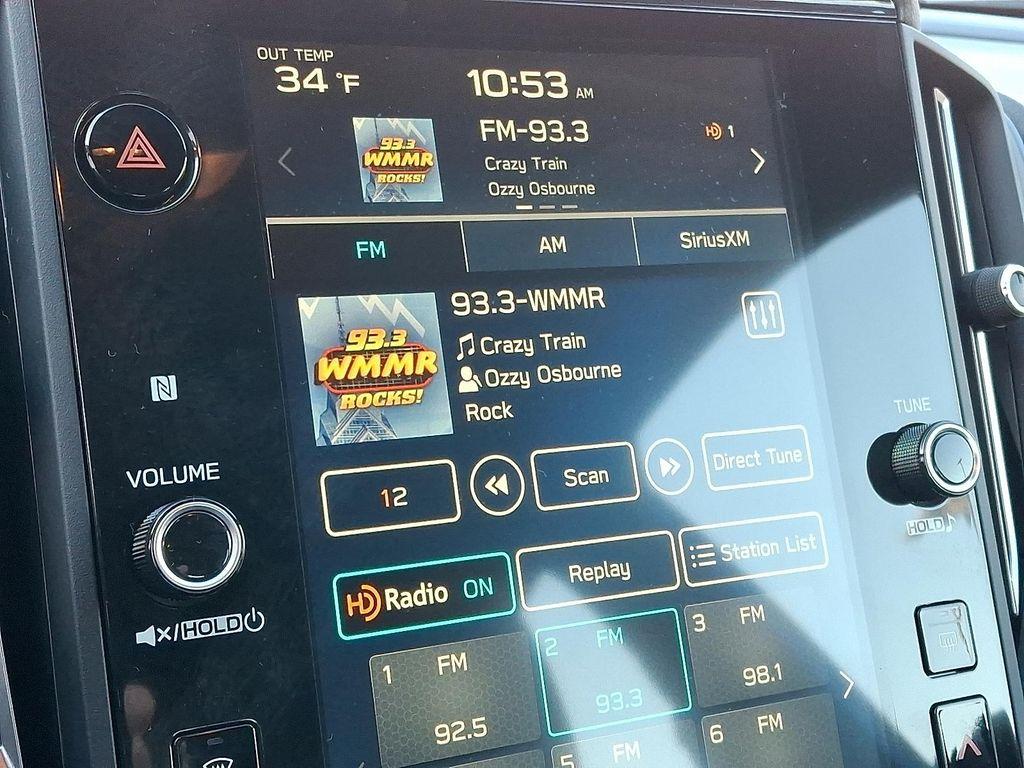 OUT TEMP
34 °F
10:53 AM
FM-93.3
HD 1
Crazy Train
Ozzy Osbourne
93.3
WMMR
ROCKS!
FM
AM
SiriusXM
93.3
WMMR
ROCKS!
93.3-WMMR
Crazy Train
Ozzy Osbourne
Rock
12
Scan
Direct Tune
HD Radio ON
Replay
Station List
1 FM
92.5
2 FM
93.3
3 FM
98.1
5 FM
6 FM
VOLUME
/HOLD
TUNE
HOLD